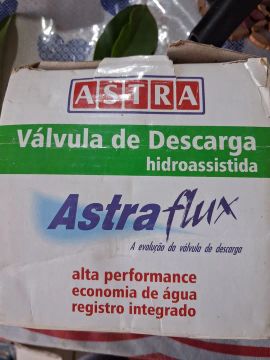 ASTRA
Válvula de Descarga
hidroassistida
Astraflux
A evolução da válvula de descarga
alta performance
economia de água
registro integrado